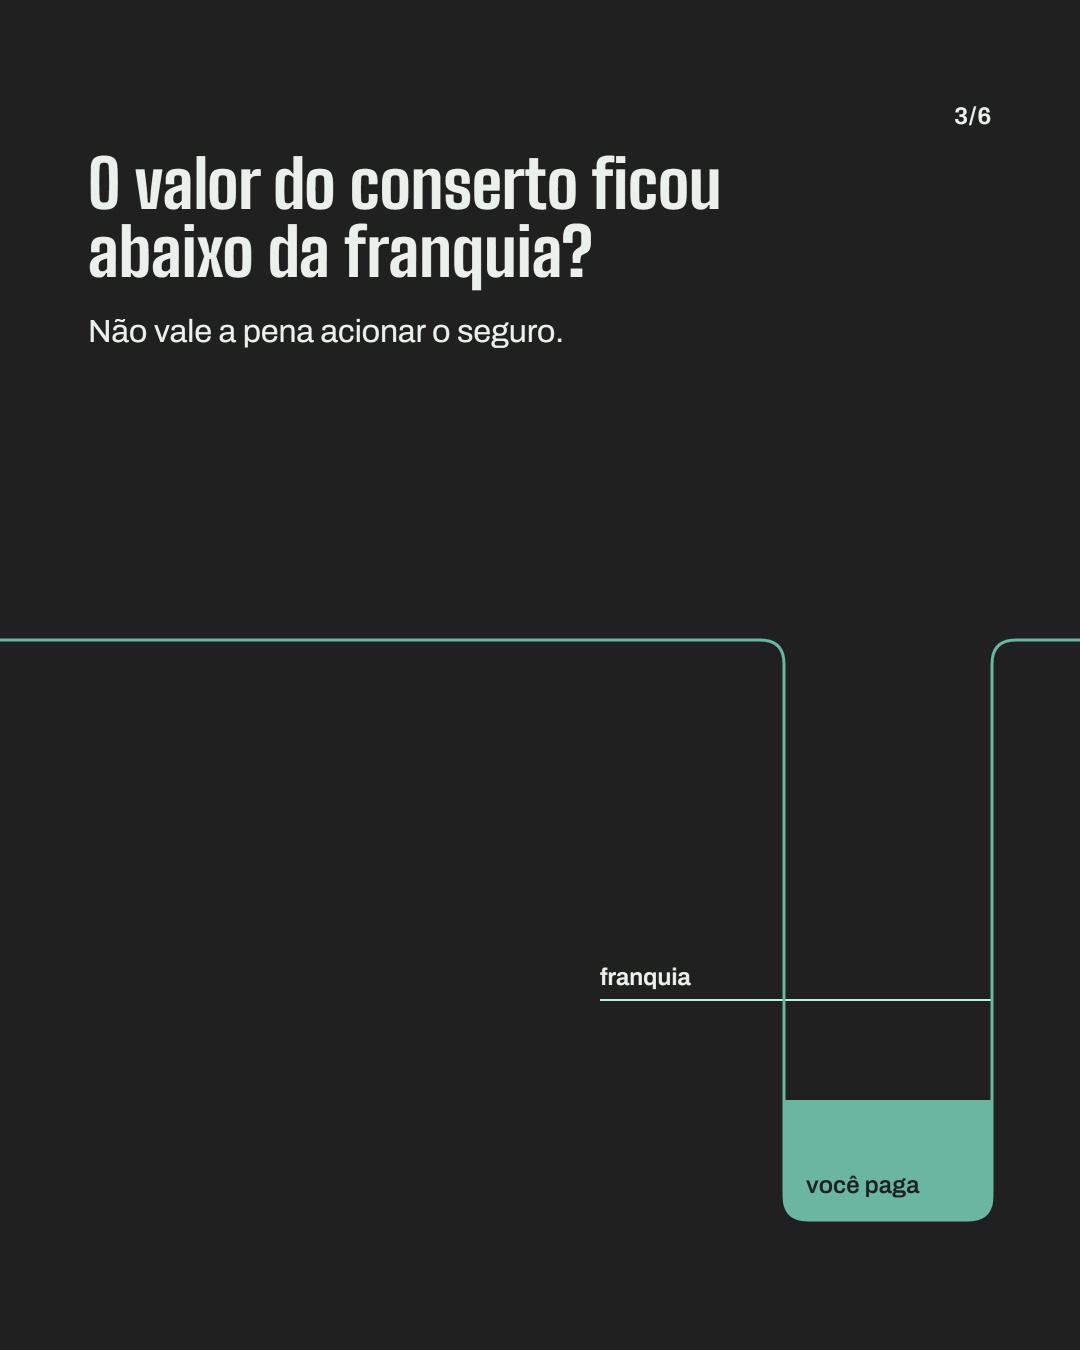 3/6
O valor do conserto ficou
abaixo da franquia?
Não vale a pena acionar o seguro.
franquia
você paga